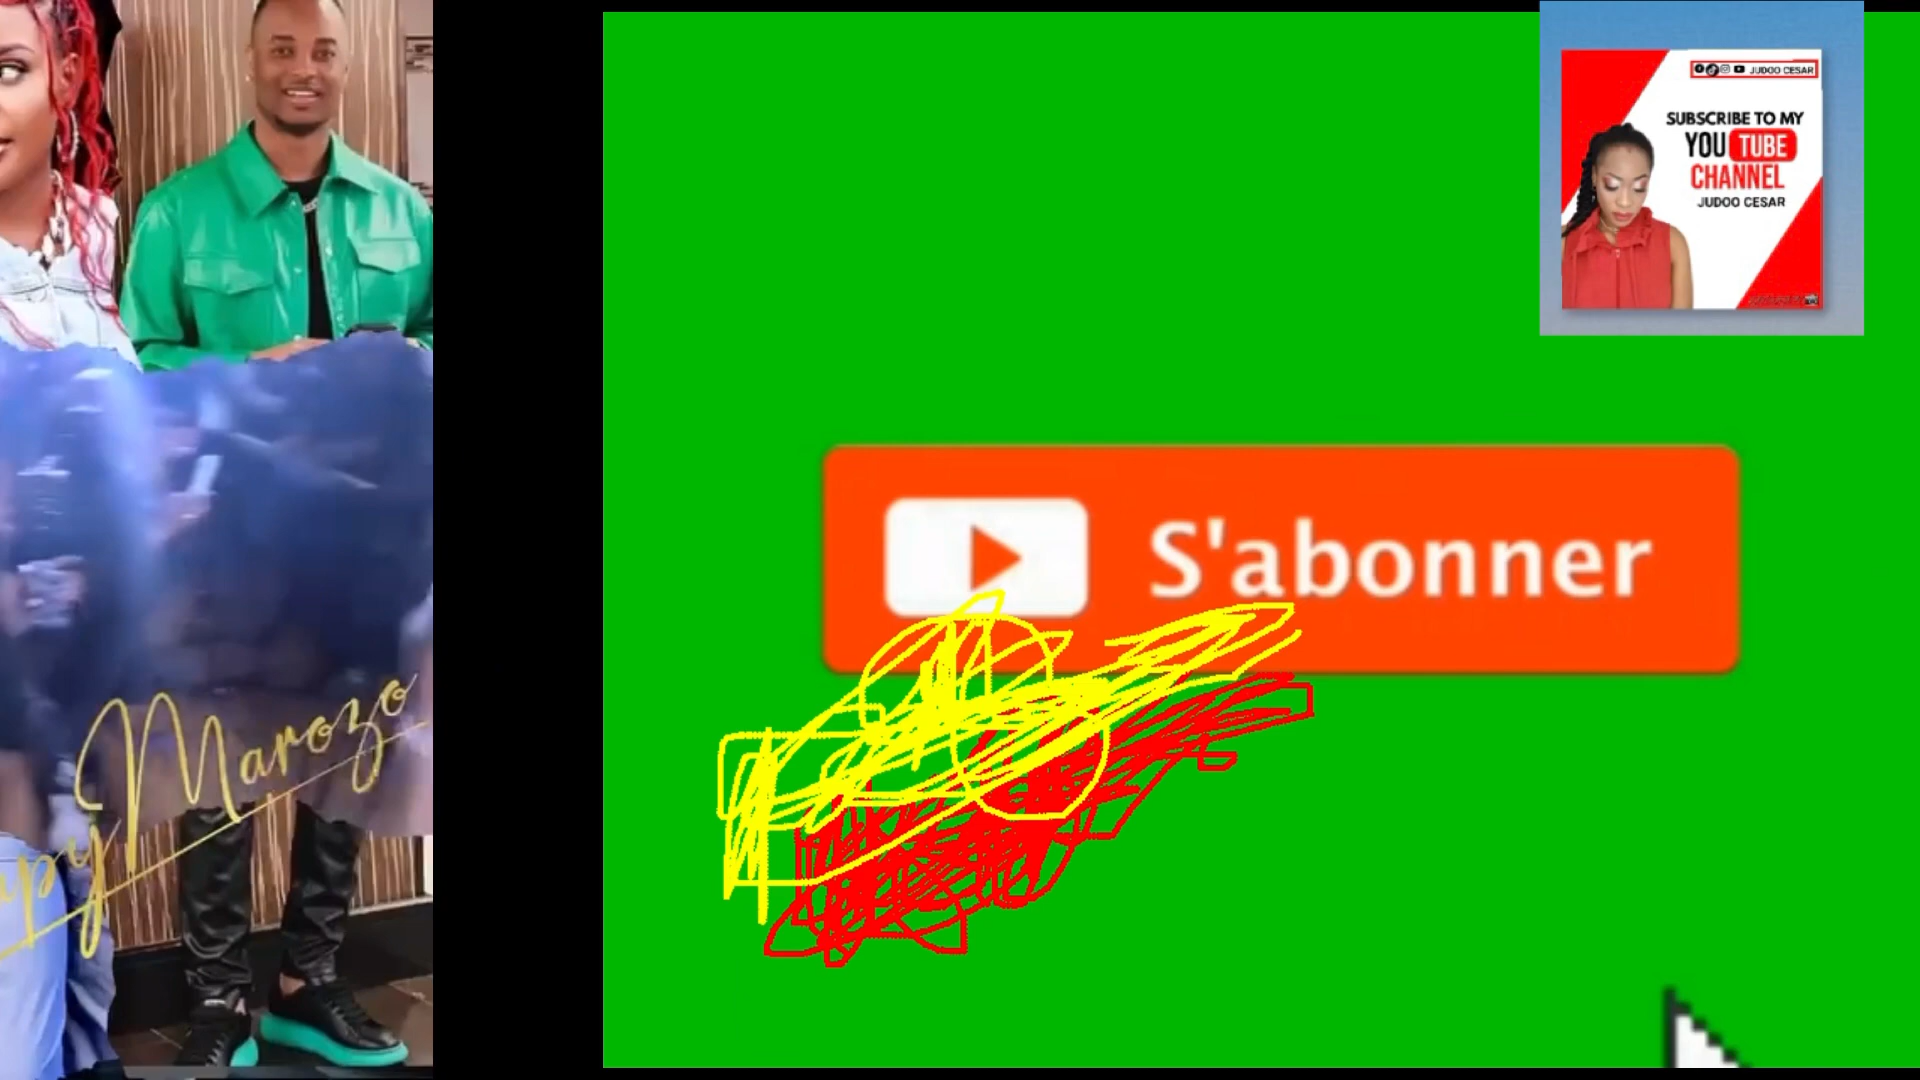 Marozo
S'abonner
JUDOO CESAR
SUBSCRIBE TO MY
YOU TUBE
CHANNEL
JUDOO CESAR